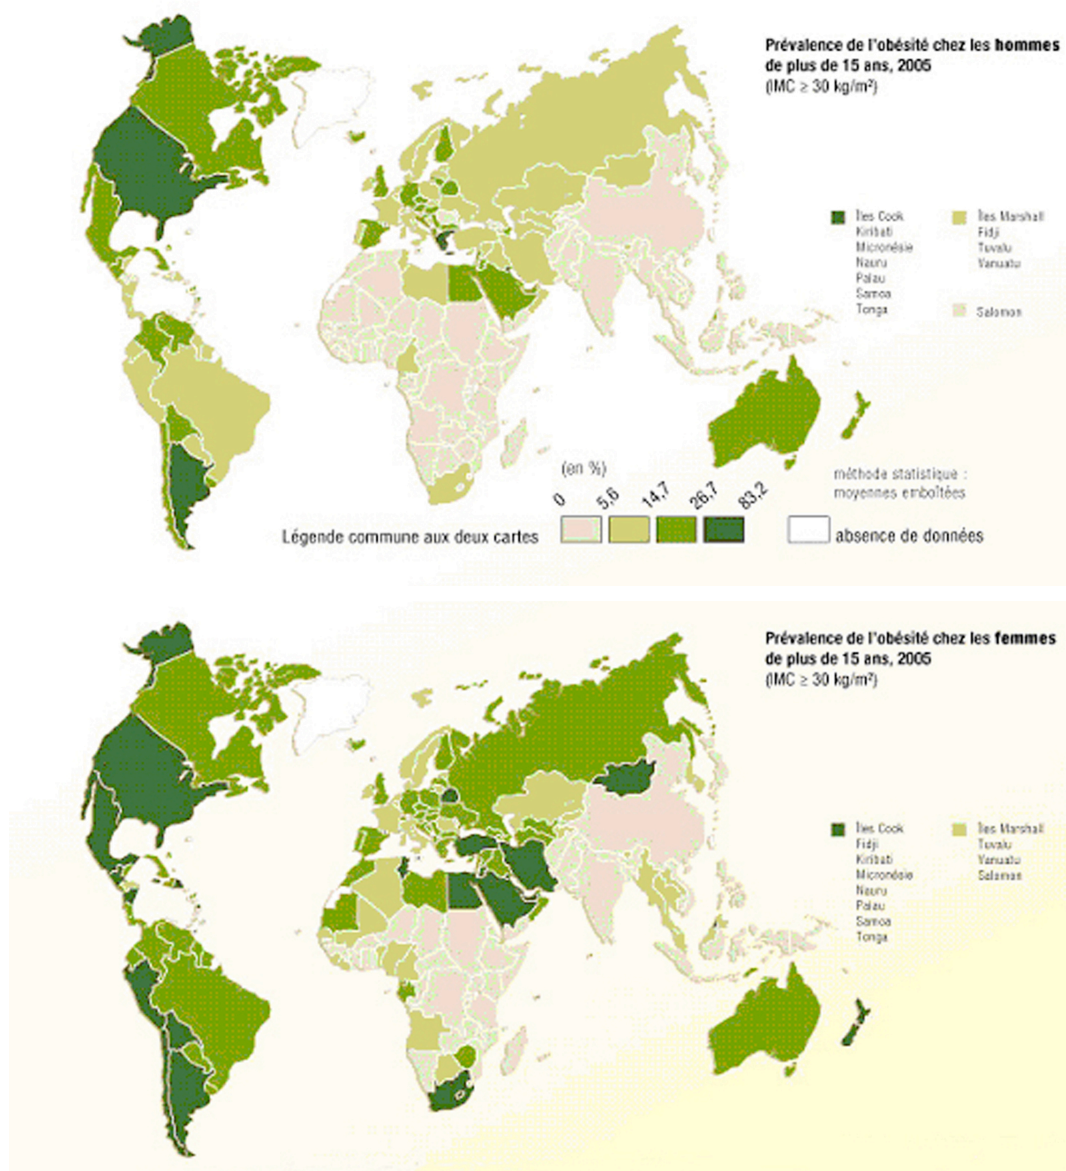 Prévalence de l'obésité chez les hommes
de plus de 15 ans, 2005
(IMC ≥ 30 kg/m²)
Îles Cook
Kiribati
Micronésie
Nauru
Palau
Samoa
Tonga
Îles Marshall
Fidji
Tuvalu
Vanuatu
Salomon
(en %)
0
5,6
14,7
26,7
83,2
méthode statistique :
moyennes emboîtées
Légende commune aux deux cartes
absence de données
Prévalence de l'obésité chez les femmes
de plus de 15 ans, 2005
(IMC ≥ 30 kg/m²)
Îles Cook
Fidji
Kiribati
Micronésie
Nauru
Palau
Samoa
Tonga
Îles Marshall
Tuvalu
Vanuatu
Salomon